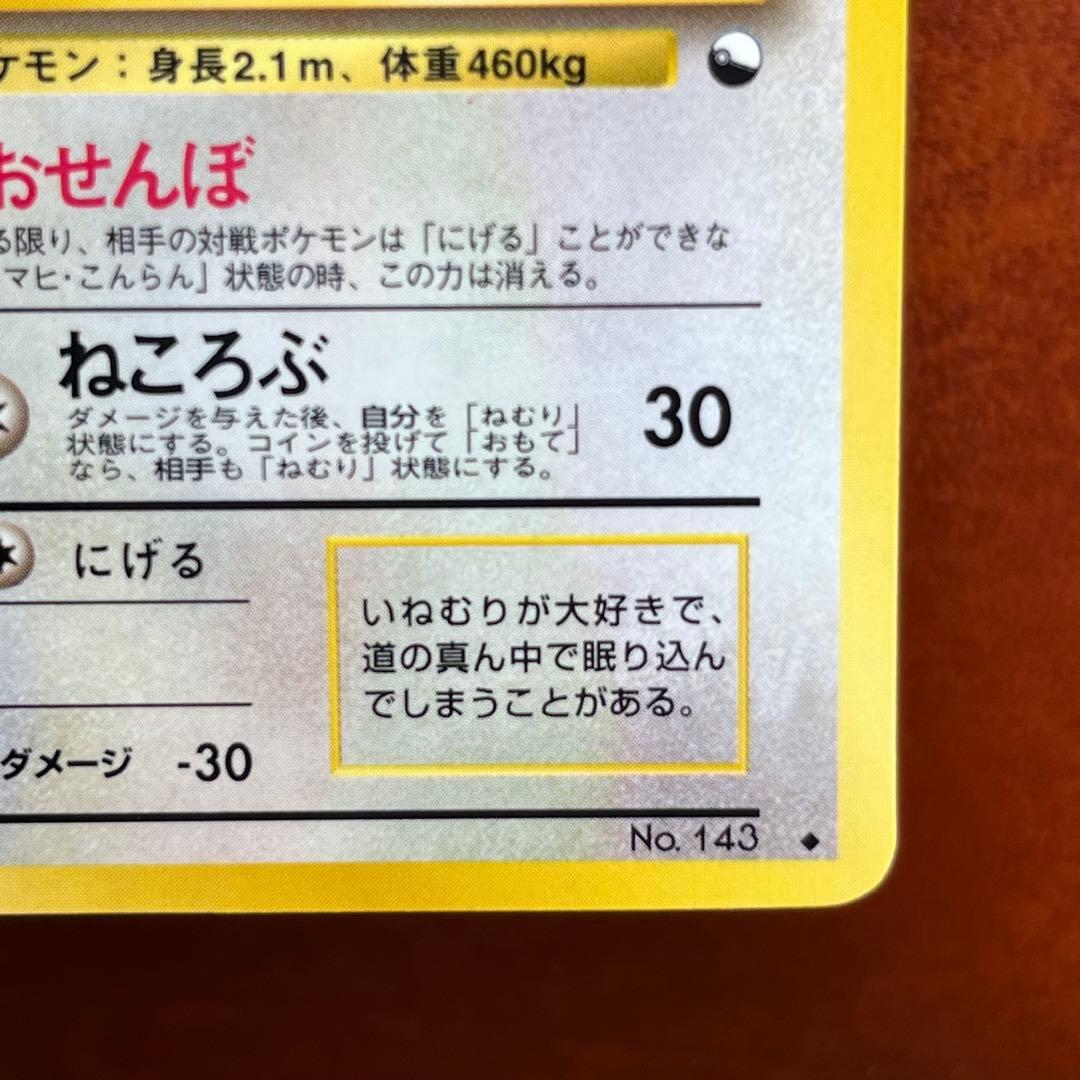 ケモン：身長2.1m、体重460kg
おせんぼ
る限り、相手の対戦ポケモンは「にげる」ことができな
マヒ・こんらん」状態の時、この力は消える。
ねころぶ
ダメージを与えた後、自分を「ねむり」
状態にする。コインを投げて「おもて」
なら、相手も「ねむり」状態にする。
30
にげる
いねむりが大好きで、
道の真ん中で眠り込ん
でしまうことがある。
ダメージ -30
No. 143